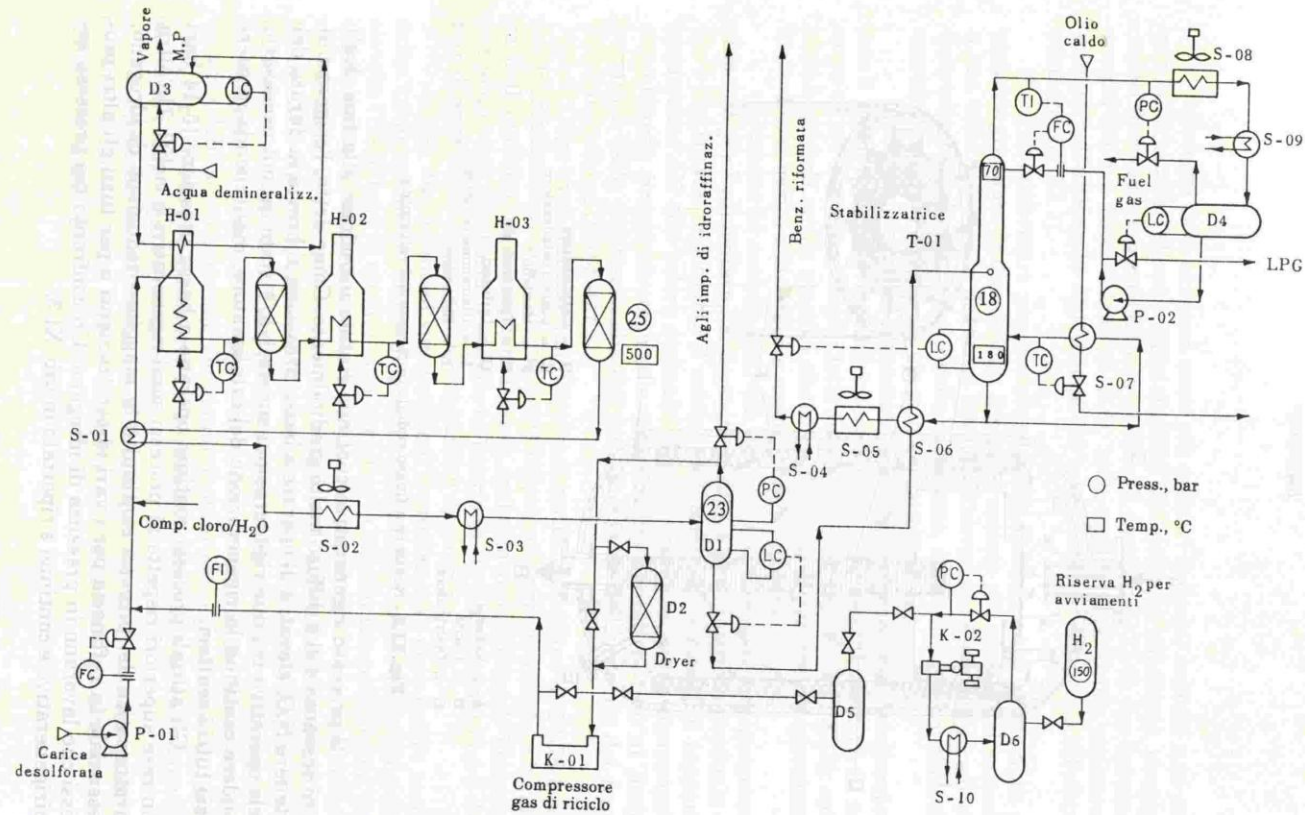 Vapore
M.P
D3
LC
Acqua demineralizz.
H-01
H-02
H-03
TC
TC
TC
25
500
S-01
Comp. cloro/H2O
S-02
S-03
FI
FC
P-01
Carica
desolforata
K-01
Compressore
gas di riciclo
D2
Dryer
Agli imp. di idroraffinaz.
Benz. riformata
PC
23
D1
LC
S-04
S-05
S-06
LC
Stabilizzatrice
T-01
70
18
180
TC
S-07
Olio
caldo
TI
FC
PC
S-08
S-09
Fuel
gas
LC
D4
LPG
P-02
Press., bar
Temp., °C
D5
PC
K-02
S-10
D6
Riserva H2 per
avviamenti
H2
150